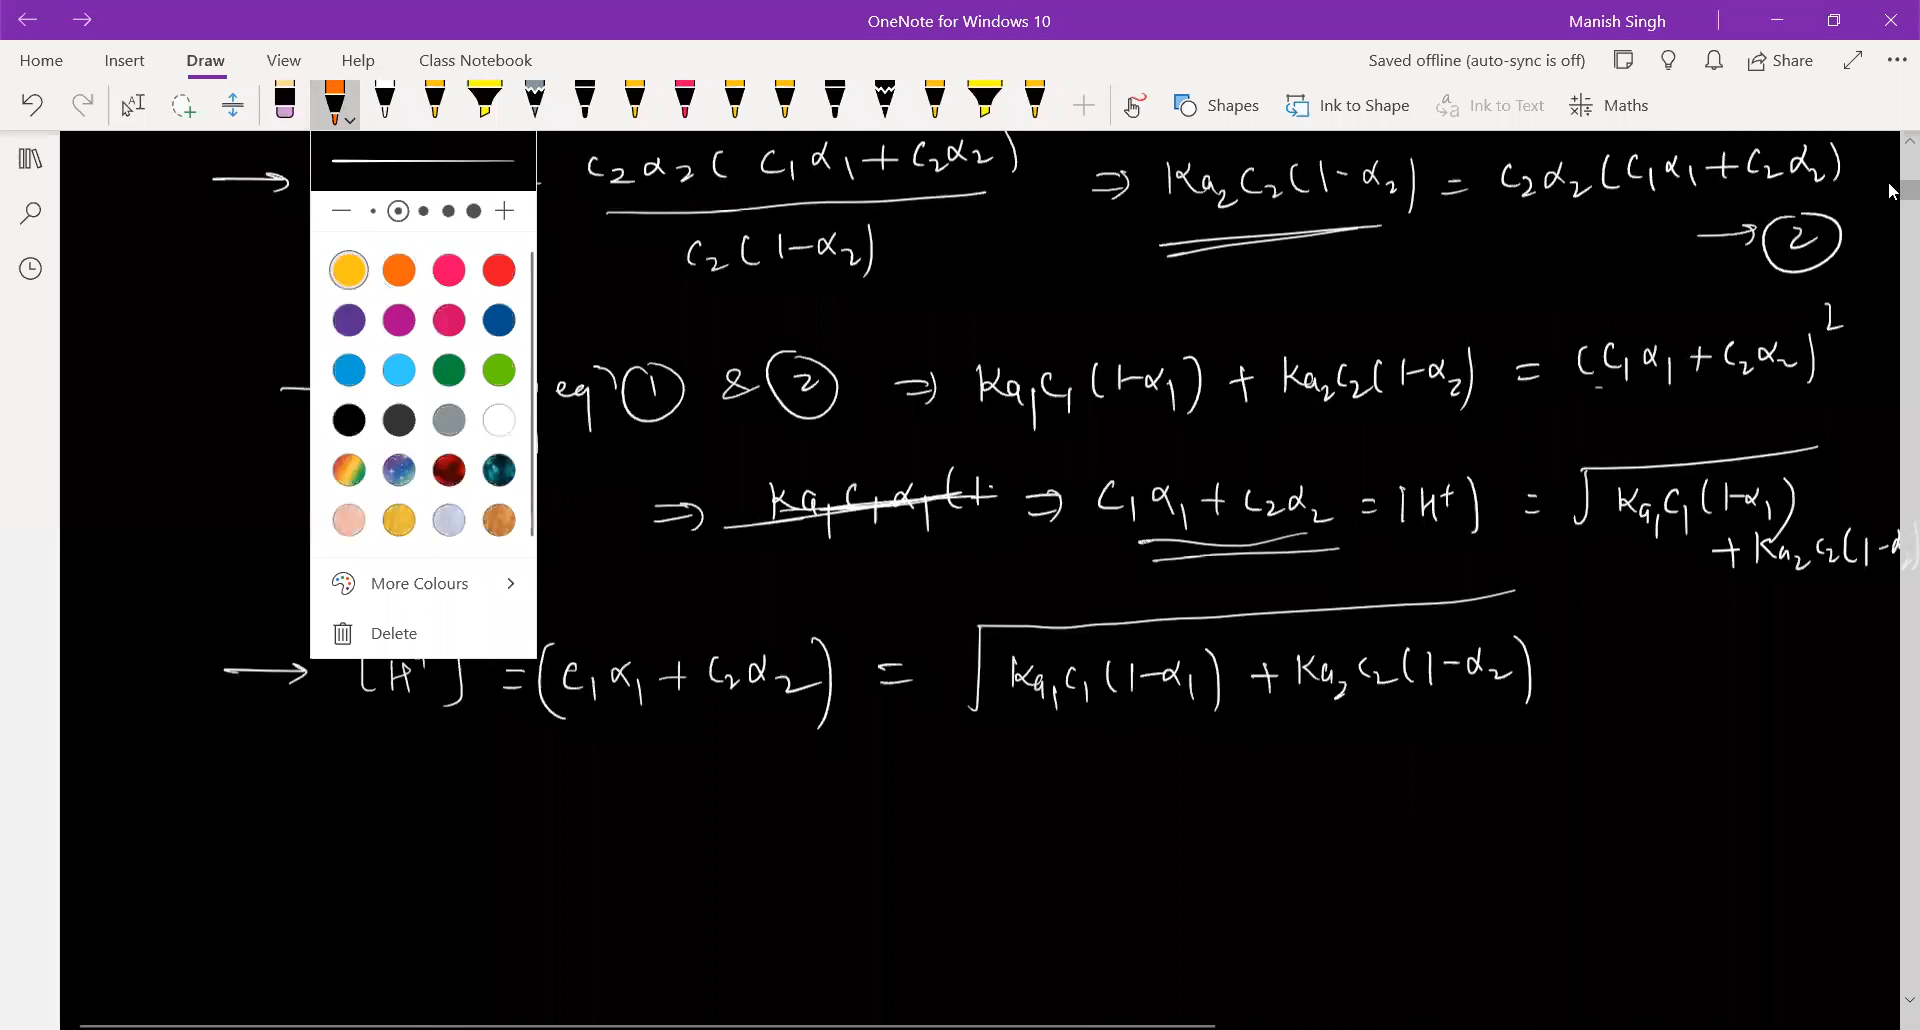 OneNote for Windows 10 Manish Singh
Home Insert Draw View Help Class Notebook Saved offline (auto-sync is off) Share
Shapes Ink to Shape Ink to Text Maths
→ C₂α₂(C₁α₁+C₂α₂) / C₂(1-α₂) ⇒ Ka₂C₂(1-α₂) = C₂α₂(C₁α₁+C₂α₂)
→ ②
eqⁿ ① & ② ⇒ Ka₁C₁(1-α₁) + Ka₂C₂(1-α₂) = (C₁α₁+C₂α₂)²
⇒ Ka₁C₁α₁(1- ⇒ C₁α₁+C₂α₂ = [H⁺] = √Ka₁C₁(1-α₁)
+ Ka₂C₂(1-α
More Colours
Delete
→ [H⁺] = (C₁α₁+C₂α₂) = √Ka₁C₁(1-α₁) + Ka₂C₂(1-α₂)